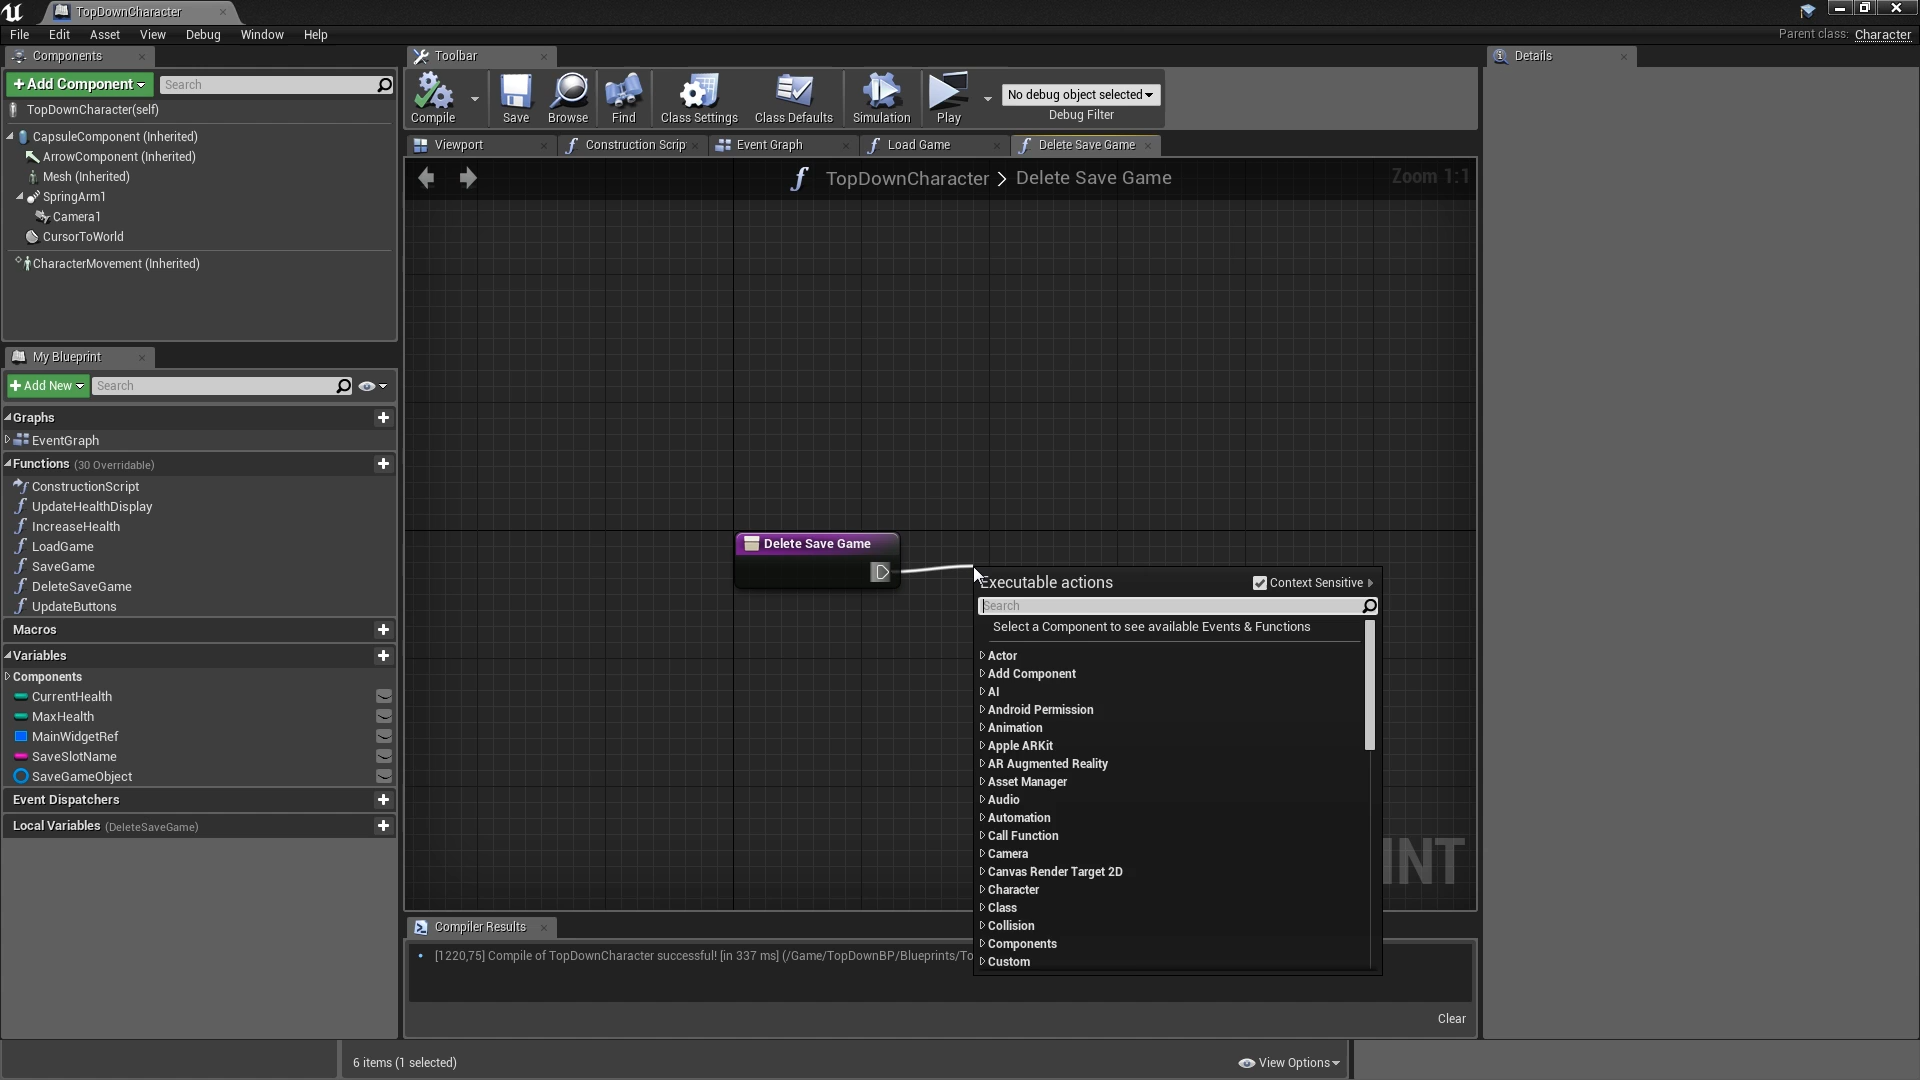 TopDownCharacter
File Edit Asset View Debug Window Help
Parent class: Character
Components
Add Component
Search
TopDownCharacter(self)
CapsuleComponent (Inherited)
ArrowComponent (Inherited)
Mesh (Inherited)
SpringArm1
Camera1
CursorToWorld
CharacterMovement (Inherited)
My Blueprint
Add New
Search
Graphs
EventGraph
Functions (30 Overridable)
ConstructionScript
UpdateHealthDisplay
IncreaseHealth
LoadGame
SaveGame
DeleteSaveGame
UpdateButtons
Macros
Variables
Components
CurrentHealth
MaxHealth
MainWidgetRef
SaveSlotName
SaveGameObject
Event Dispatchers
Local Variables (DeleteSaveGame)
Toolbar
Compile Save Browse Find Class Settings Class Defaults Simulation Play
No debug object selected
Debug Filter
Viewport Construction Scrip Event Graph Load Game Delete Save Game
TopDownCharacter > Delete Save Game
Zoom 1:1
Delete Save Game
Executable actions
Context Sensitive
Search
Select a Component to see available Events & Functions
Actor
Add Component
AI
Android Permission
Animation
Apple ARKit
AR Augmented Reality
Asset Manager
Audio
Automation
Call Function
Camera
Canvas Render Target 2D
Character
Class
Collision
Components
Custom
INT
Compiler Results
[1220,75] Compile of TopDownCharacter successful! [in 337 ms] (/Game/TopDownBP/Blueprints/To
Clear
6 items (1 selected)
View Options
Details